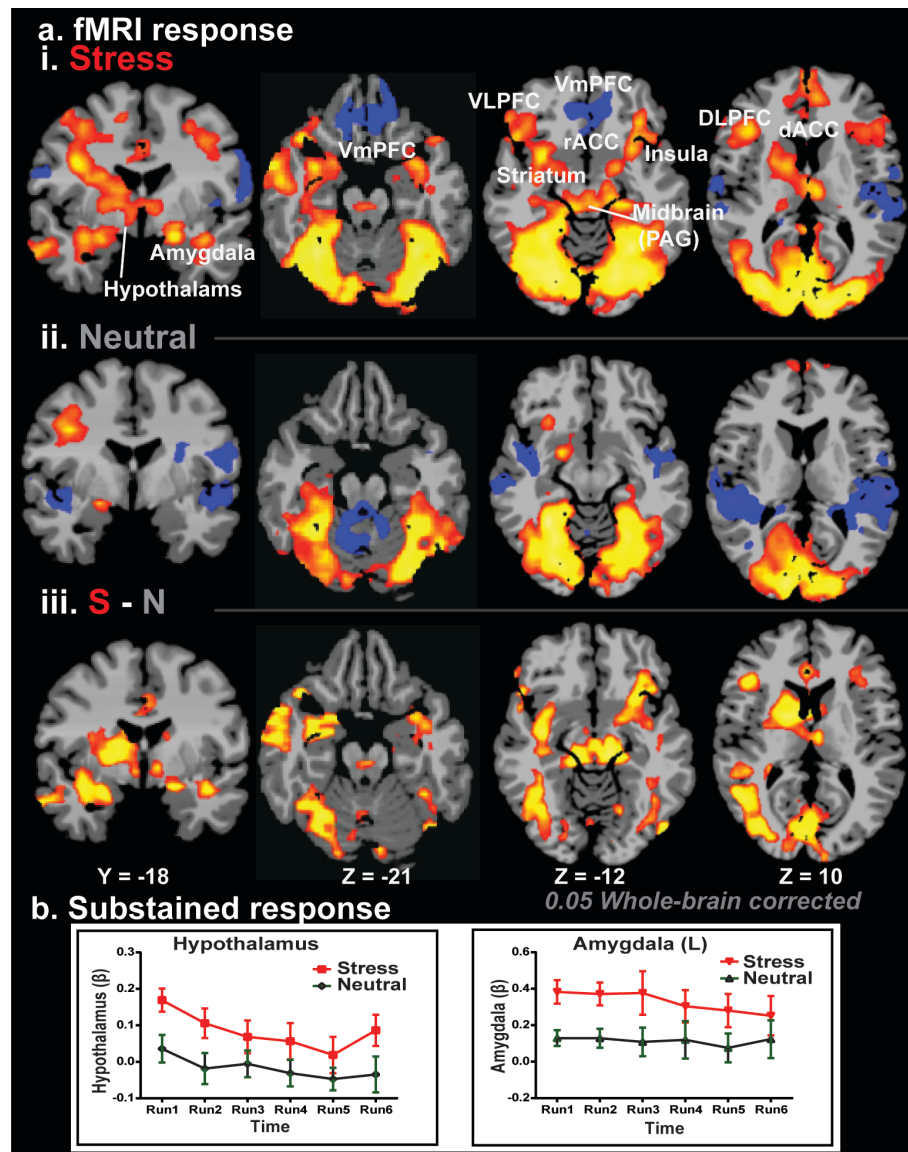 a. fMRI response
i. Stress
VLPFC
VmPFC
DLPFC
dACC
VmPFC
rACC
Insula
Striatum
Midbrain
(PAG)
Amygdala
Hypothalams
ii. Neutral
iii. S - N
Y = -18
Z = -21
Z = -12
Z = 10
0.05 Whole-brain corrected
b. Substained response
Hypothalamus
Stress
Neutral
Hypothalamus (β)
0.3
0.2
0.1
0.0
-0.1
Run1 Run2 Run3 Run4 Run5 Run6
Time
Amygdala (L)
Stress
Neutral
Amygdala (β)
0.6
0.4
0.2
0.0
-0.2
Run1 Run2 Run3 Run4 Run5 Run6
Time